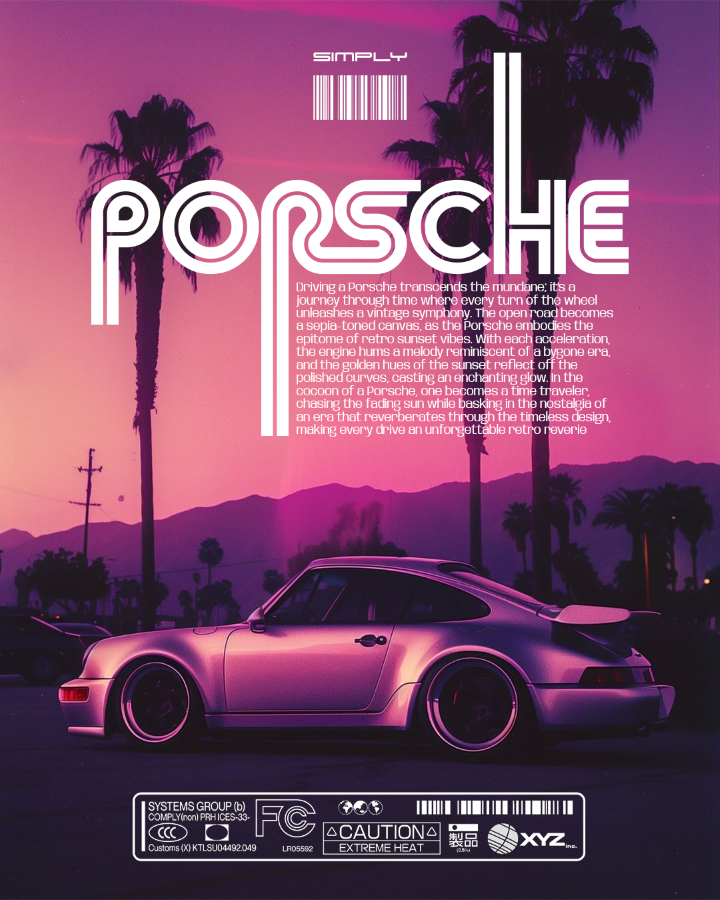 SIMPLY
PORSCHE
Driving a Porsche transcends the mundane; it's a
journey through time where every turn of the wheel
unleashes a vintage symphony. The open road becomes
a sepia-toned canvas, as the Porsche embodies the
epitome of retro sunset vibes. With each acceleration,
the engine hums a melody reminiscent of a bygone era,
and the golden hues of the sunset reflect off the
polished curves, casting an enchanting glow. In the
cocoon of a Porsche, one becomes a time traveler,
chasing the fading sun while basking in the nostalgia of
an era that reverberates through the timeless design,
making every drive an unforgettable retro reverie
SYSTEMS GROUP (b)
COMPLY(non) PRH ICES-33-
CCC
Customs (X) KTLSU04492.049
FC
LR05592
CAUTION
EXTREME HEAT
製品
XYZ Inc.